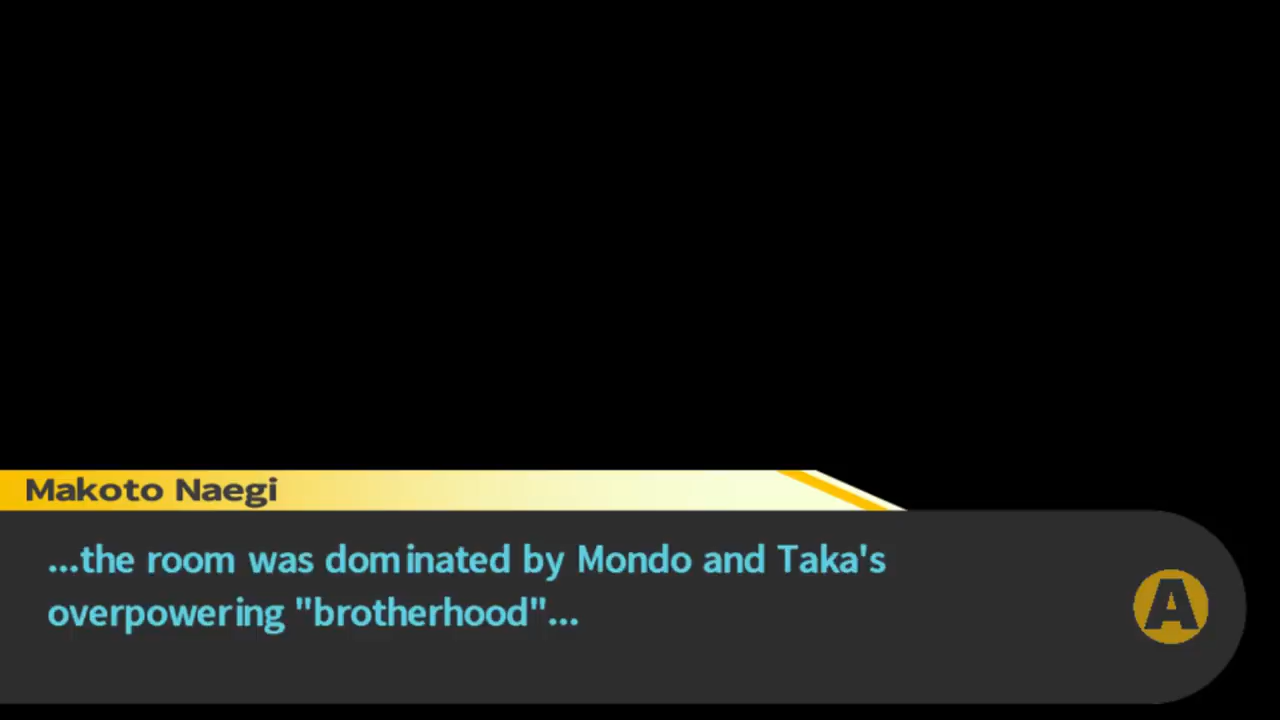 Makoto Naegi
...the room was dominated by Mondo and Taka's
overpowering "brotherhood"...
A